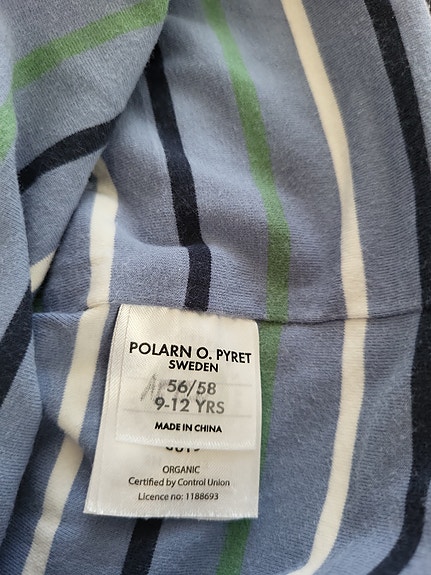 POLARN O. PYRET
SWEDEN
56/58
9-12 YRS
MADE IN CHINA
ORGANIC
Certified by Control Union
Licence no: 1188693